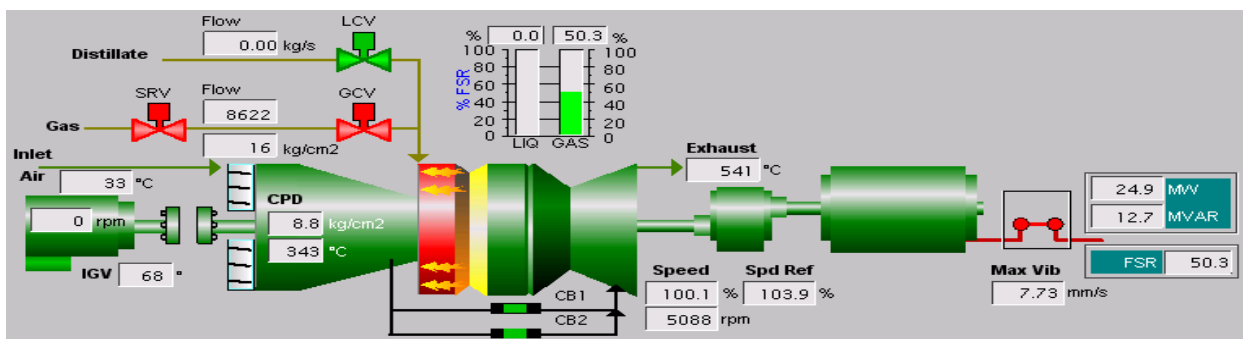 Flow LCV
0.00 kg/s
Distillate
% 0.0 50.3 %
100 100
80 80
60 60
40 40
20 20
0 0
% FSR
LIQ GAS
SRV Flow GCV
8622
Gas
16 kg/cm2
Inlet
Air 33 °C
0 rpm
IGV 68 °
CPD
8.8 kg/cm2
343 °C
CB1
CB2
Exhaust
541 °C
Speed Spd Ref
100.1 % 103.9 %
5088 rpm
Max Vib
7.73 mm/s
24.9 MW
12.7 MVAR
FSR 50.3